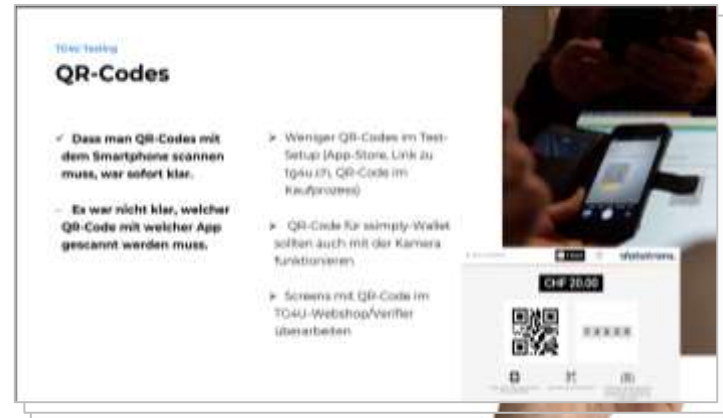 TG4U Testing
QR-Codes
✓ Dass man QR-Codes mit
dem Smartphone scannen
muss, war sofort klar.
– Es war nicht klar, welcher
QR-Code mit welcher App
gescannt werden muss.
➤ Weniger QR-Codes im Test-
Setup (App-Store, Link zu
tg4u.ch, QR-Code im
Kaufprozess)
➤ QR-Code für ssimply-Wallet
sollten auch mit der Kamera
funktionieren
➤ Screens mit QR-Code im
TG4U-Webshop/Verifier
überarbeiten
CHF 20.00